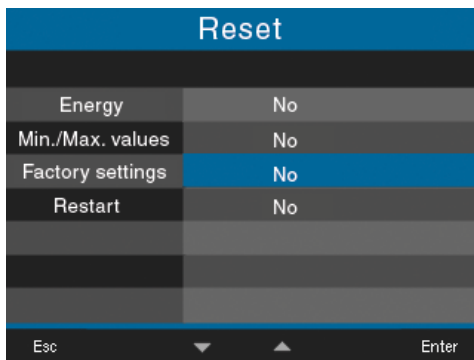 Reset
Energy No
Min./Max. values No
Factory settings No
Restart No
Esc Enter